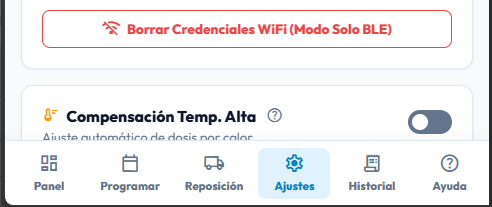 Borrar Credenciales WiFi (Modo Solo BLE)
Compensación Temp. Alta
Ajuste automático de dosis por calor
Panel
Programar
Reposición
Ajustes
Historial
Ayuda